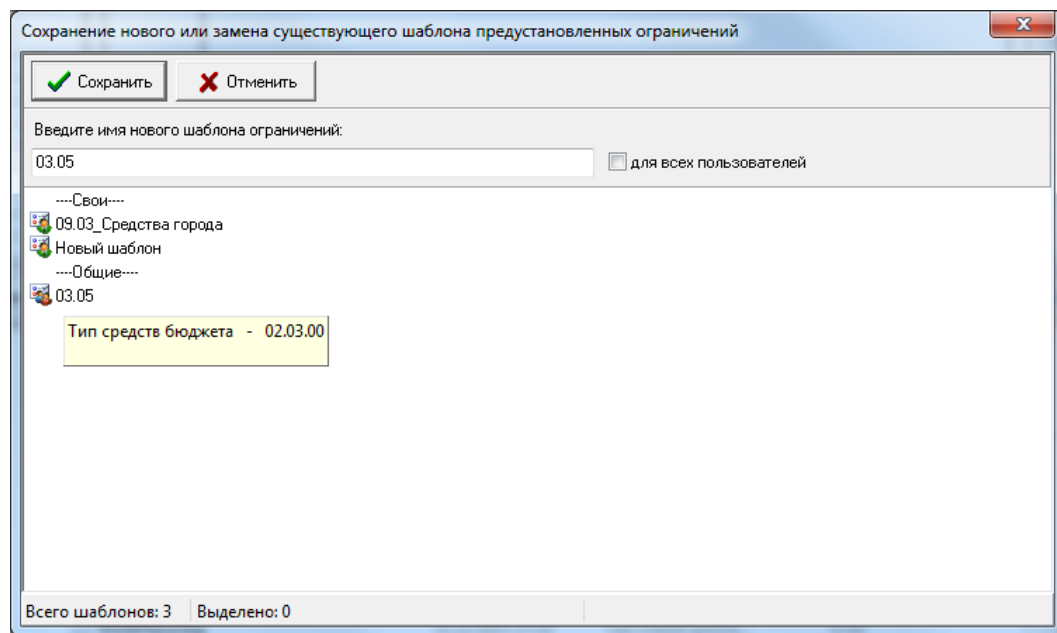 Сохранение нового или замена существующего шаблона предустановленных ограничений
Сохранить Отменить
Введите имя нового шаблона ограничений:
03.05 для всех пользователей
----Свои----
09.03_Средства города
Новый шаблон
----Общие----
03.05
Тип средств бюджета - 02.03.00
Всего шаблонов: 3 Выделено: 0